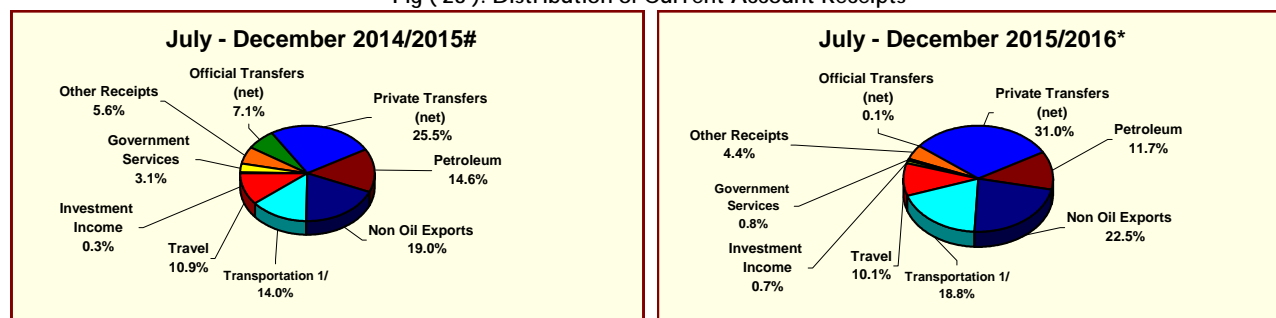 Fig ( 26 ): Distribution of Current Account Receipts
July - December 2014/2015#
Official Transfers
(net)
7.1%
Other Receipts
5.6%
Private Transfers
(net)
25.5%
Government
Services
3.1%
Petroleum
14.6%
Investment
Income
0.3%
Non Oil Exports
19.0%
Travel
10.9%
Transportation 1/
14.0%
July - December 2015/2016*
Official Transfers
(net)
0.1%
Private Transfers
(net)
31.0%
Other Receipts
4.4%
Petroleum
11.7%
Government
Services
0.8%
Non Oil Exports
22.5%
Investment
Income
0.7%
Travel
10.1%
Transportation 1/
18.8%